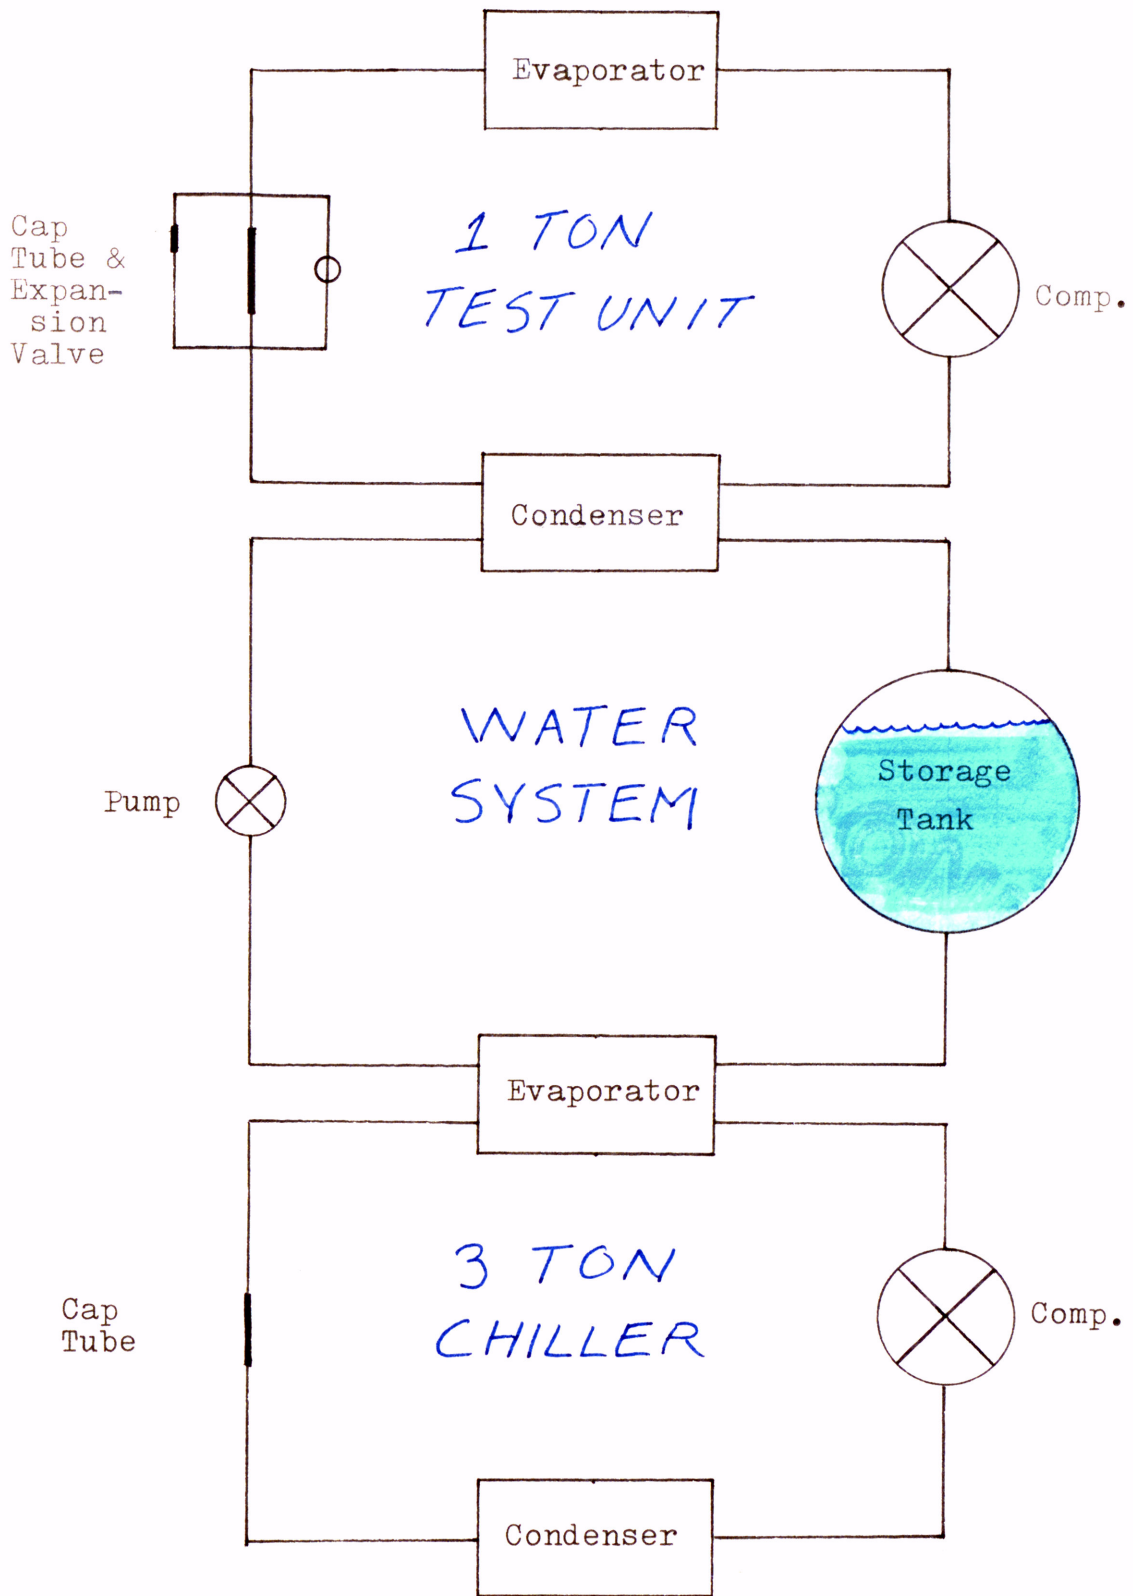 Evaporator
Cap
Tube &
Expan-
sion
Valve
1 TON
TEST UNIT
Comp.
Condenser
WATER
SYSTEM
Pump
Storage
Tank
Evaporator
3 TON
CHILLER
Cap
Tube
Comp.
Condenser